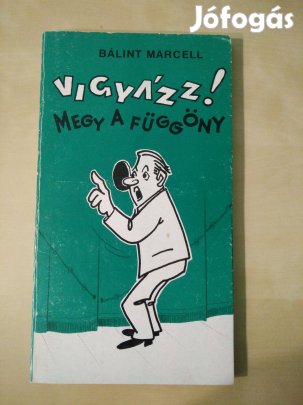 Jófogás
BÁLINT MARCELL
VIGYÁZZ!
MEGY A FÜGGÖNY